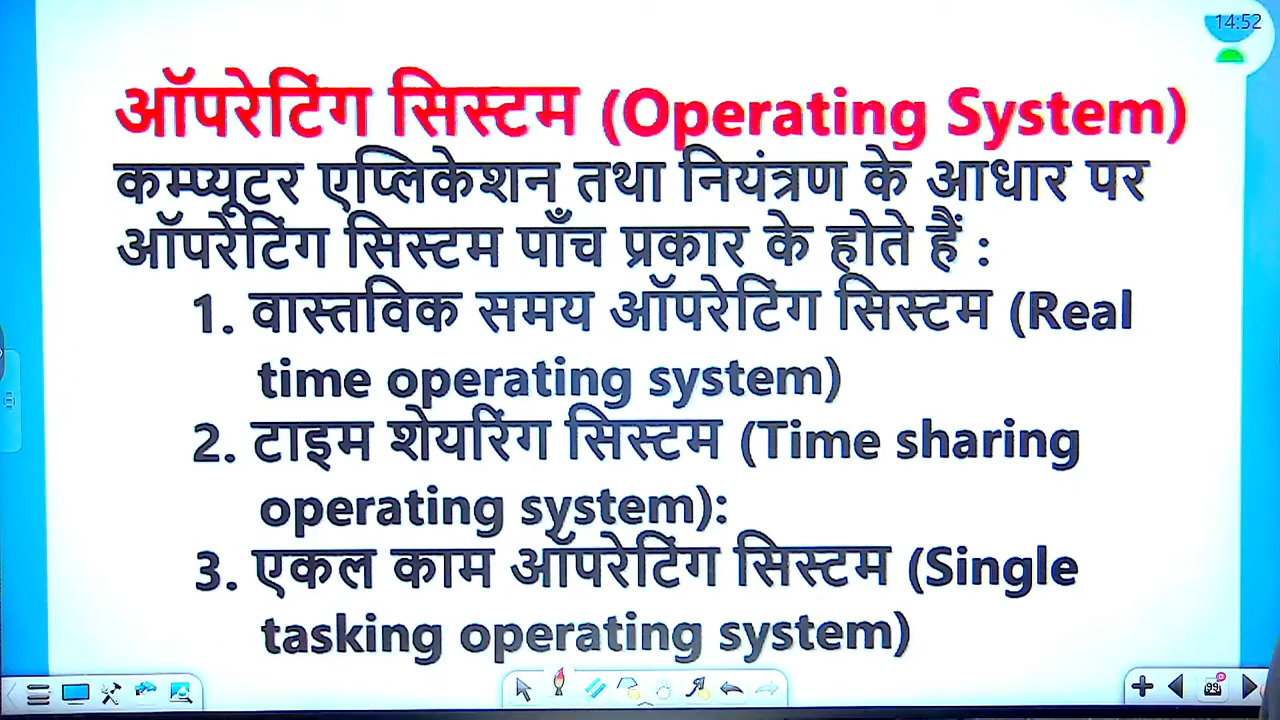 14:52
ऑपरेटिंग सिस्टम (Operating System)
कम्प्यूटर एप्लिकेशन तथा नियंत्रण के आधार पर
ऑपरेटिंग सिस्टम पाँच प्रकार के होते हैं :
1. वास्तविक समय ऑपरेटिंग सिस्टम (Real
time operating system)
2. टाइम शेयरिंग सिस्टम (Time sharing
operating system):
3. एकल काम ऑपरेटिंग सिस्टम (Single
tasking operating system)